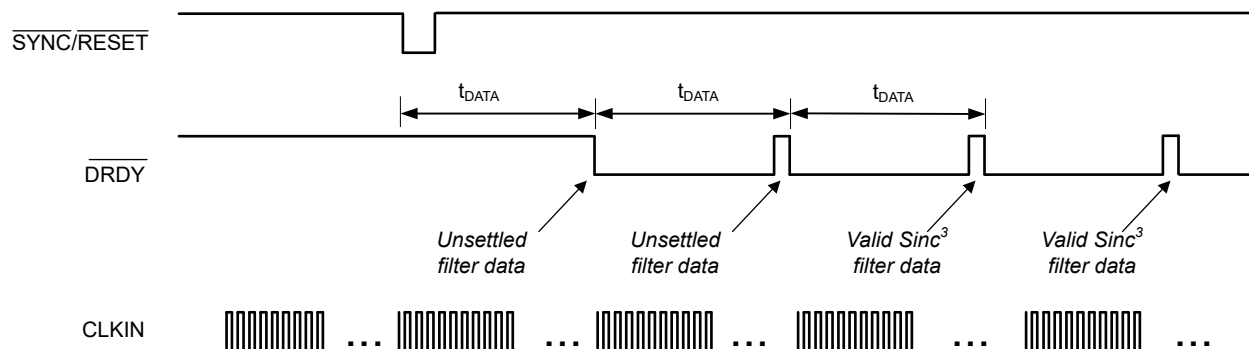 SYNC/RESET
tDATA tDATA tDATA
DRDY
Unsettled
filter data
Unsettled
filter data
Valid Sinc³
filter data
Valid Sinc³
filter data
CLKIN ... ... ... ... ...